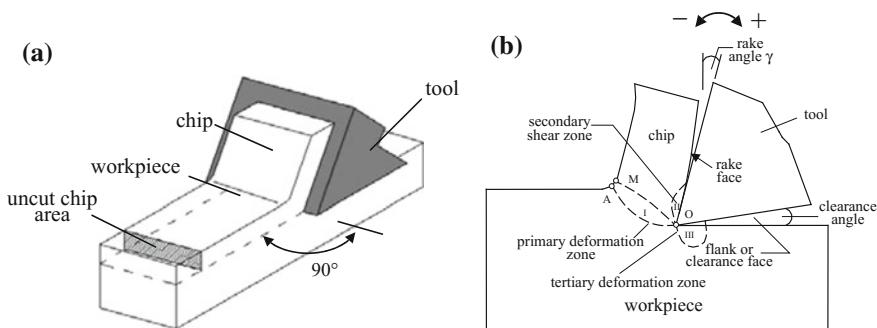 (a)
tool
chip
workpiece
uncut chip
area
90°
(b)
− +
rake
angle γ
secondary
shear zone
chip
tool
rake
face
M
A
I
II
O
III
clearance
angle
primary deformation
zone
flank or
clearance face
tertiary deformation zone
workpiece